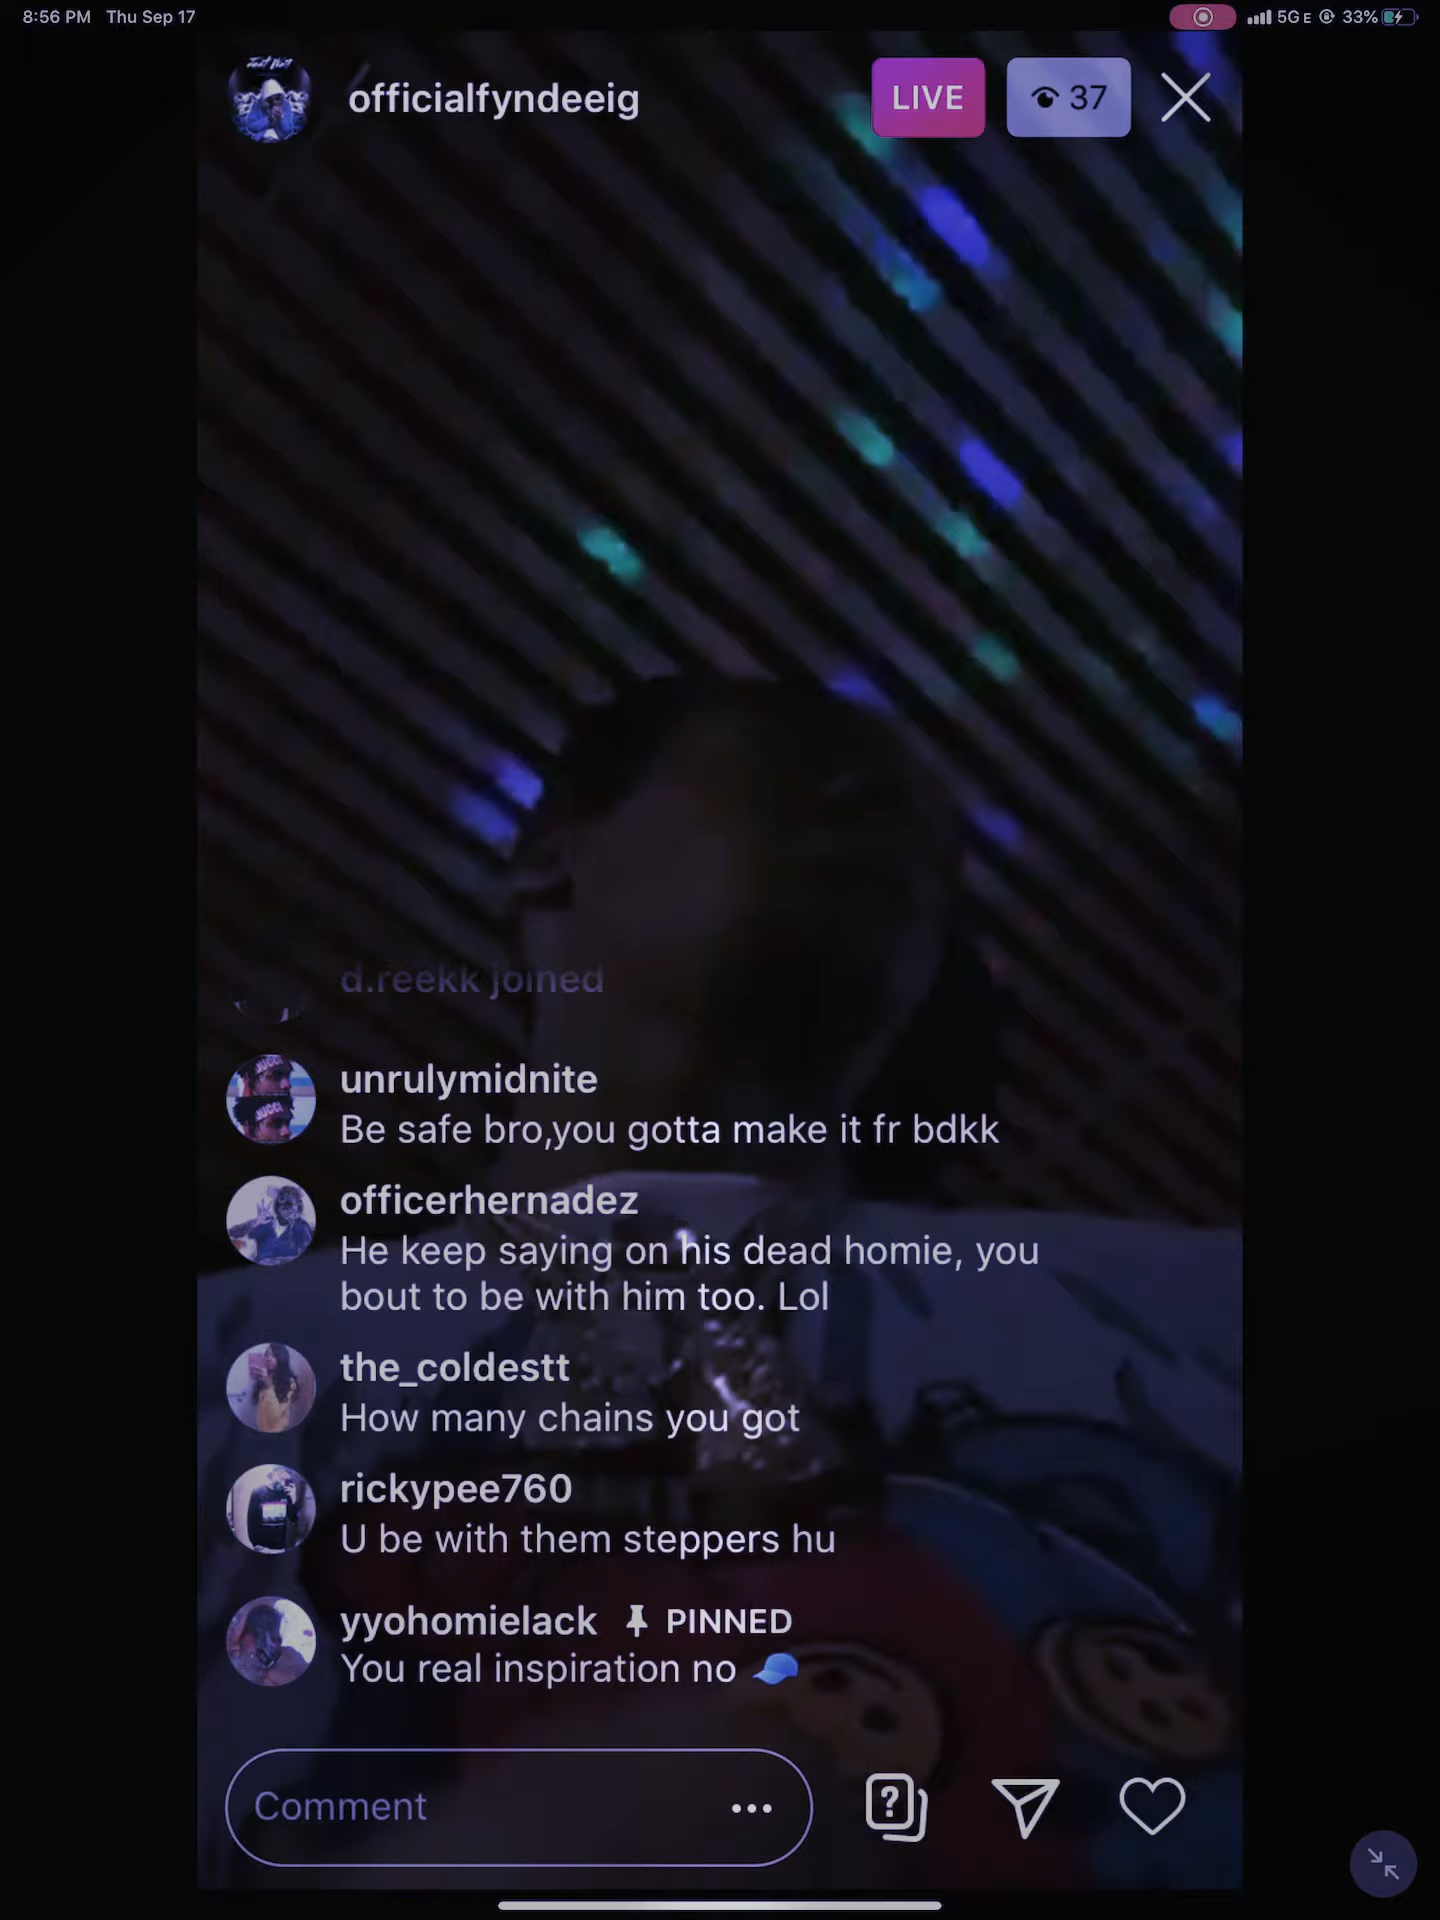 8:56 PM Thu Sep 17
5GE 33%
officialfyndeeig
LIVE
37
d.reekk joined
unrulymidnite
Be safe bro,you gotta make it fr bdkk
officerhernadez
He keep saying on his dead homie, you
bout to be with him too. Lol
the_coldestt
How many chains you got
rickypee760
U be with them steppers hu
yyohomielack PINNED
You real inspiration no 🧢
Comment